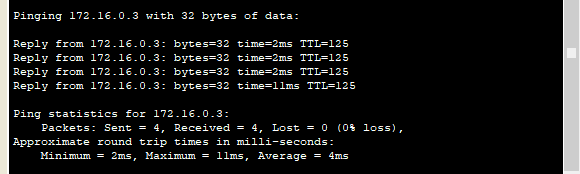 Pinging 172.16.0.3 with 32 bytes of data:
Reply from 172.16.0.3: bytes=32 time=2ms TTL=125
Reply from 172.16.0.3: bytes=32 time=2ms TTL=125
Reply from 172.16.0.3: bytes=32 time=2ms TTL=125
Reply from 172.16.0.3: bytes=32 time=11ms TTL=125
Ping statistics for 172.16.0.3:
Packets: Sent = 4, Received = 4, Lost = 0 (0% loss),
Approximate round trip times in milli-seconds:
Minimum = 2ms, Maximum = 11ms, Average = 4ms